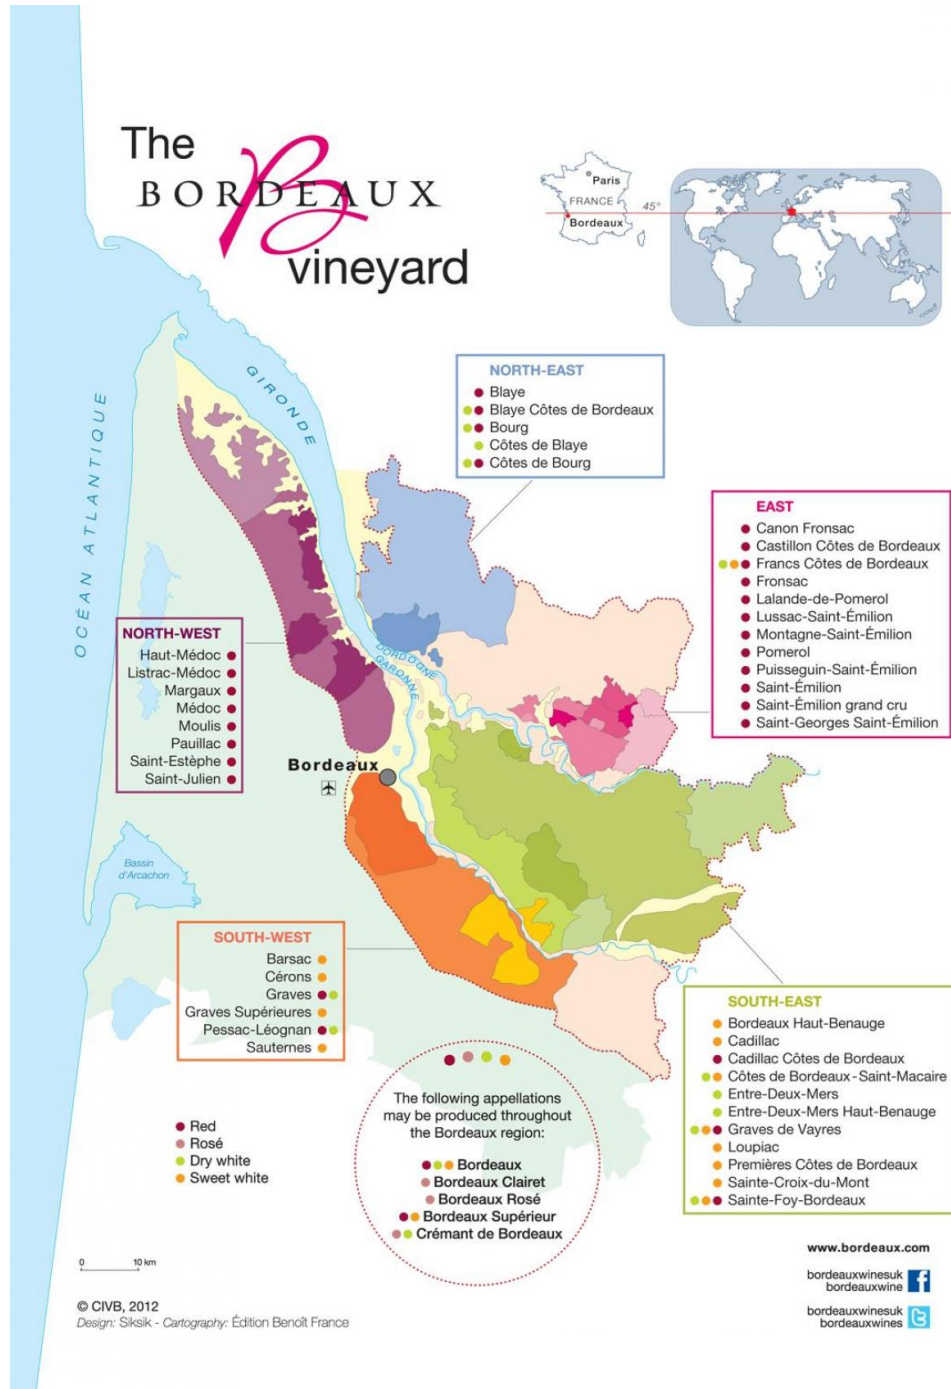 The
BORDEAUX
vineyard
Paris
FRANCE
Bordeaux
45°
OCÉAN ATLANTIQUE
GIRONDE
NORTH-EAST
Blaye
Blaye Côtes de Bordeaux
Bourg
Côtes de Blaye
Côtes de Bourg
EAST
Canon Fronsac
Castillon Côtes de Bordeaux
Francs Côtes de Bordeaux
Fronsac
Lalande-de-Pomerol
Lussac-Saint-Émilion
Montagne-Saint-Émilion
Pomerol
Puisseguin-Saint-Émilion
Saint-Émilion
Saint-Émilion grand cru
Saint-Georges Saint-Émilion
NORTH-WEST
Haut-Médoc
Listrac-Médoc
Margaux
Médoc
Moulis
Pauillac
Saint-Estèphe
Saint-Julien
DORDOGNE
GARONNE
Bordeaux
Bassin
d'Arcachon
SOUTH-WEST
Barsac
Cérons
Graves
Graves Supérieures
Pessac-Léognan
Sauternes
SOUTH-EAST
Bordeaux Haut-Benauge
Cadillac
Cadillac Côtes de Bordeaux
Côtes de Bordeaux-Saint-Macaire
Entre-Deux-Mers
Entre-Deux-Mers Haut-Benauge
Graves de Vayres
Loupiac
Premières Côtes de Bordeaux
Sainte-Croix-du-Mont
Sainte-Foy-Bordeaux
The following appellations
may be produced throughout
the Bordeaux region:
Bordeaux
Bordeaux Clairet
Bordeaux Rosé
Bordeaux Supérieur
Crémant de Bordeaux
Red
Rosé
Dry white
Sweet white
0 10 km
© CIVB, 2012
Design: Siksik - Cartography: Édition Benoît France
www.bordeaux.com
bordeauxwinesuk
bordeauxwine
bordeauxwinesuk
bordeauxwines